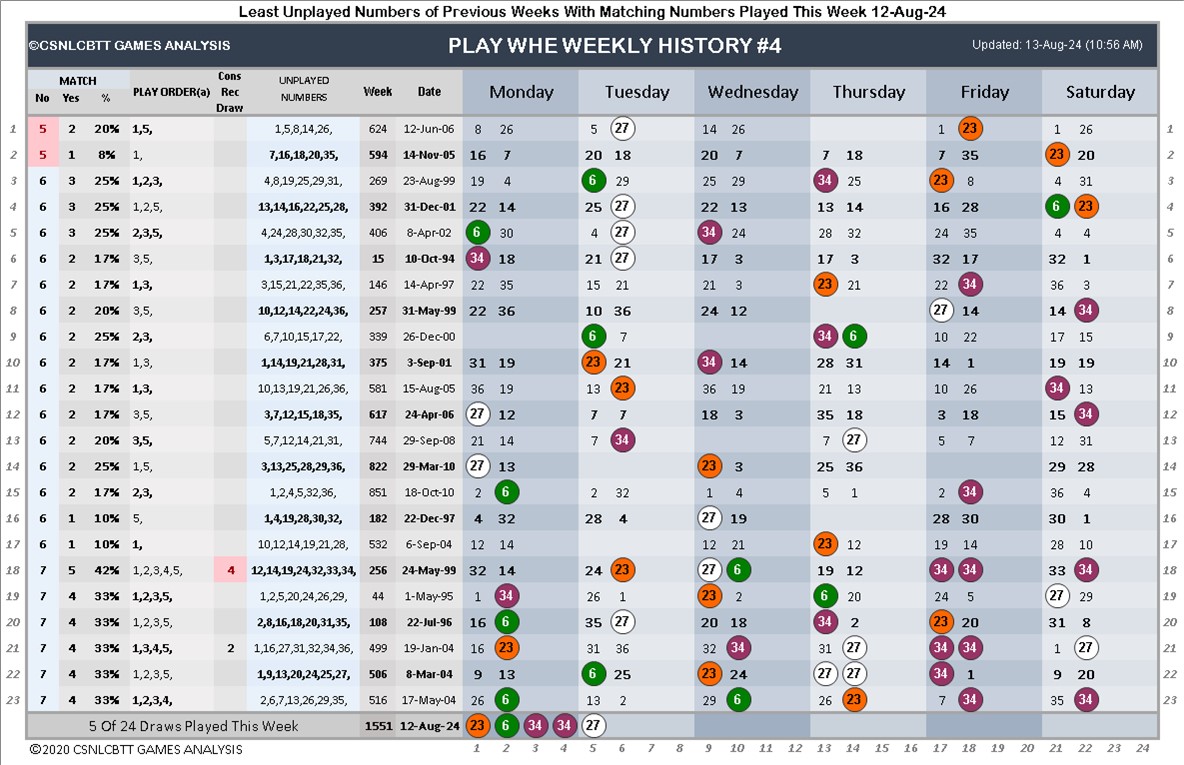 Least Unplayed Numbers of Previous Weeks With Matching Numbers Played This Week 12-Aug-24
©CSNLCBTT GAMES ANALYSIS PLAY WHE WEEKLY HISTORY #4 Updated: 13-Aug-24 (10:56 AM)
MATCH No Yes % PLAY ORDER(a) Cons Rec Draw UNPLAYED NUMBERS Week Date Monday Tuesday Wednesday Thursday Friday Saturday
1 5 2 20% 1,5, 1,5,8,14,26, 624 12-Jun-06 8 26 5 27 14 26 1 23 1 26 1
2 5 1 8% 1, 7,16,18,20,35, 594 14-Nov-05 16 7 20 18 20 7 7 18 7 35 23 20 2
3 6 3 25% 1,2,3, 4,8,19,25,29,31, 269 23-Aug-99 19 4 6 29 25 29 34 25 23 8 4 31 3
4 6 3 25% 1,2,5, 13,14,16,22,25,28, 392 31-Dec-01 22 14 25 27 22 13 13 14 16 28 6 23 4
5 6 3 25% 2,3,5, 4,24,28,30,32,35, 406 8-Apr-02 6 30 4 27 34 24 28 32 24 35 4 4 5
6 6 2 17% 3,5, 1,3,17,18,21,32, 15 10-Oct-94 34 18 21 27 17 3 17 3 32 17 32 1 6
7 6 2 17% 1,3, 3,15,21,22,35,36, 146 14-Apr-97 22 35 15 21 21 3 23 21 22 34 36 3 7
8 6 2 20% 3,5, 10,12,14,22,24,36, 257 31-May-99 22 36 10 36 24 12 27 14 14 34 8
9 6 2 25% 2,3, 6,7,10,15,17,22, 339 26-Dec-00 6 7 34 6 10 22 17 15 9
10 6 2 17% 1,3, 1,14,19,21,28,31, 375 3-Sep-01 31 19 23 21 34 14 28 31 14 1 19 19 10
11 6 2 17% 1,3, 10,13,19,21,26,36, 581 15-Aug-05 36 19 13 23 36 19 21 13 10 26 34 13 11
12 6 2 17% 3,5, 3,7,12,15,18,35, 617 24-Apr-06 27 12 7 7 18 3 35 18 3 18 15 34 12
13 6 2 20% 3,5, 5,7,12,14,21,31, 744 29-Sep-08 21 14 7 34 7 27 5 7 12 31 13
14 6 2 25% 1,5, 3,13,25,28,29,36, 822 29-Mar-10 27 13 23 3 25 36 29 28 14
15 6 2 17% 2,3, 1,2,4,5,32,36, 851 18-Oct-10 2 6 2 32 1 4 5 1 2 34 36 4 15
16 6 1 10% 5, 1,4,19,28,30,32, 182 22-Dec-97 4 32 28 4 27 19 28 30 30 1 16
17 6 1 10% 1, 10,12,14,19,21,28, 532 6-Sep-04 12 14 12 21 23 12 19 14 28 10 17
18 7 5 42% 1,2,3,4,5, 4 12,14,19,24,32,33,34, 256 24-May-99 32 14 24 23 27 6 19 12 34 34 33 34 18
19 7 4 33% 1,2,3,5, 1,2,5,20,24,26,29, 44 1-May-95 1 34 26 1 23 2 6 20 24 5 27 29 19
20 7 4 33% 1,2,3,5, 2,8,16,18,20,31,35, 108 22-Jul-96 16 6 35 27 20 18 34 2 23 20 31 8 20
21 7 4 33% 1,3,4,5, 2 1,16,27,31,32,34,36, 499 19-Jan-04 16 23 31 36 32 34 31 27 34 34 1 27 21
22 7 4 33% 1,2,3,5, 1,9,13,20,24,25,27, 506 8-Mar-04 9 13 6 25 23 24 27 27 34 1 9 20 22
23 7 4 33% 1,2,3,4, 2,6,7,13,26,29,35, 516 17-May-04 26 6 13 2 29 6 26 23 7 34 35 34 23
5 Of 24 Draws Played This Week 1551 12-Aug-24 23 6 34 34 27
©2020 CSNLCBTT GAMES ANALYSIS 1 2 3 4 5 6 7 8 9 10 11 12 13 14 15 16 17 18 19 20 21 22 23 24